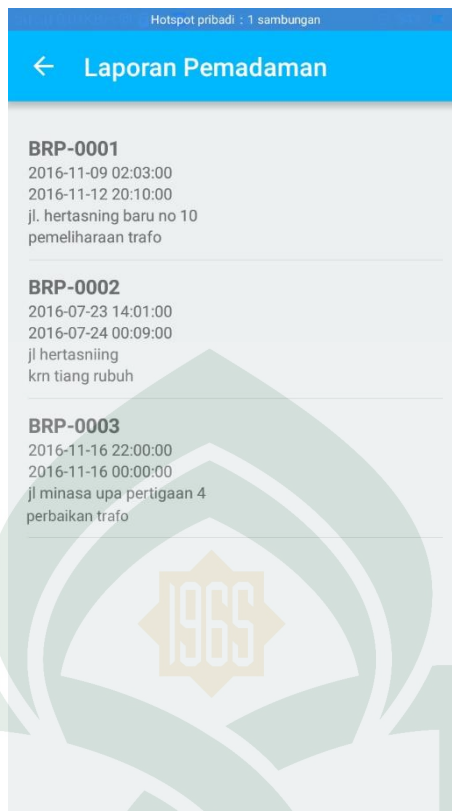 Hotspot pribadi : 1 sambungan
Laporan Pemadaman
BRP-0001
2016-11-09 02:03:00
2016-11-12 20:10:00
jl. hertasning baru no 10
pemeliharaan trafo
BRP-0002
2016-07-23 14:01:00
2016-07-24 00:09:00
jl hertasniing
krn tiang rubuh
BRP-0003
2016-11-16 22:00:00
2016-11-16 00:00:00
jl minasa upa pertigaan 4
perbaikan trafo
1965